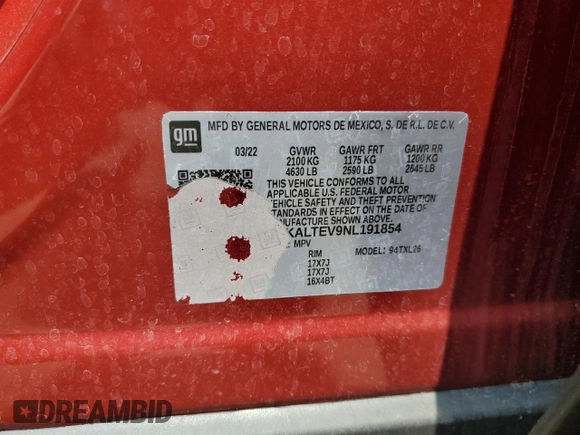 gm
MFD BY GENERAL MOTORS DE MEXICO, S. DE R.L. DE C.V.
03/22 GVWR GAWR FRT GAWR RR
2100 KG 1175 KG 1200 KG
4630 LB 2590 LB 2645 LB
THIS VEHICLE CONFORMS TO ALL
APPLICABLE U.S. FEDERAL MOTOR
VEHICLE SAFETY AND THEFT PREVENTION
STANDARDS IN EFFECT ON THE DATE OF
MANUFACTURE SHOWN ABOVE.
KALTEV9NL191854
MPV MODEL: 94TXL26
RIM
17X7J
17X7J
16X4BT
DREAMBID